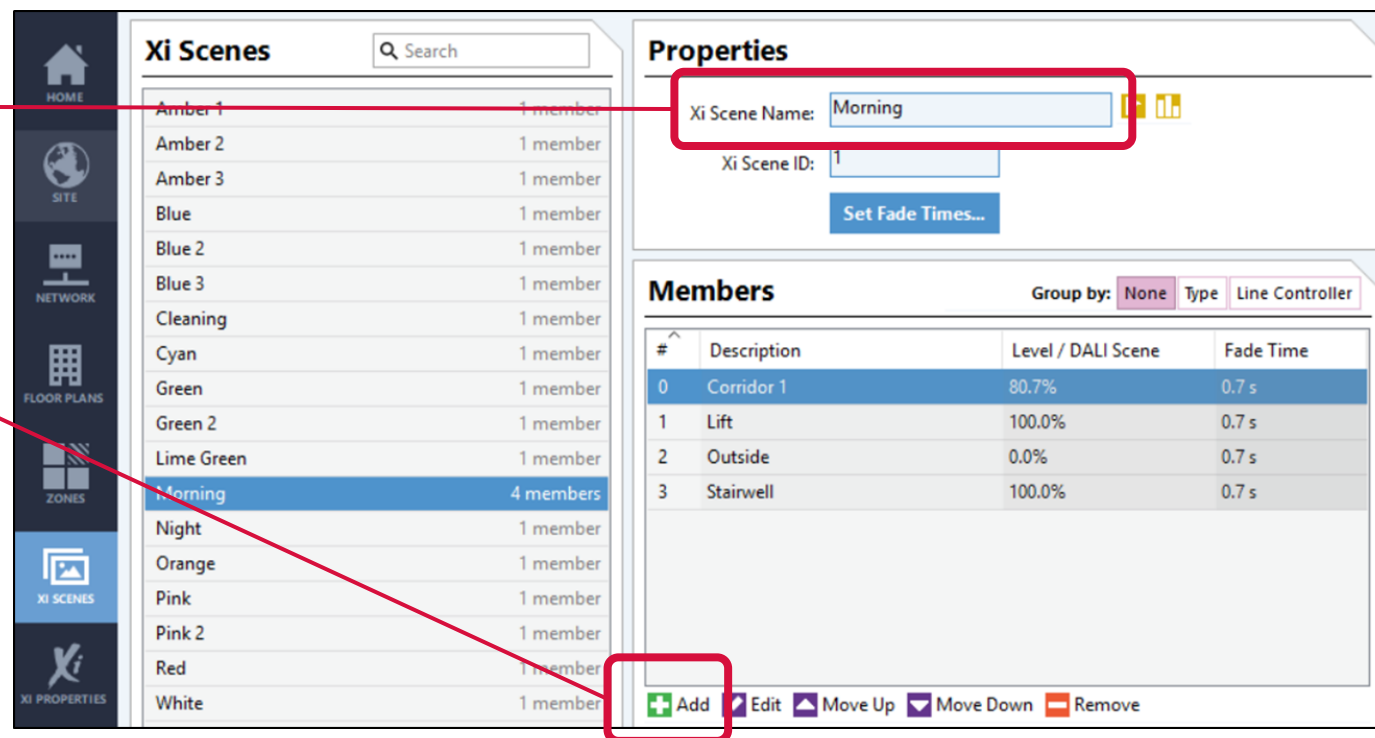 HOME
SITE
NETWORK
FLOOR PLANS
ZONES
XI SCENES
Xi
XI PROPERTIES
Xi Scenes
Search
Amber 1 1 member
Amber 2 1 member
Amber 3 1 member
Blue 1 member
Blue 2 1 member
Blue 3 1 member
Cleaning 1 member
Cyan 1 member
Green 1 member
Green 2 1 member
Lime Green 1 member
Morning 4 members
Night 1 member
Orange 1 member
Pink 1 member
Pink 2 1 member
Red 1 member
White 1 member
Properties
Xi Scene Name: Morning
Xi Scene ID: 1
Set Fade Times...
Members Group by: None Type Line Controller
# Description Level / DALI Scene Fade Time
0 Corridor 1 80.7% 0.7 s
1 Lift 100.0% 0.7 s
2 Outside 0.0% 0.7 s
3 Stairwell 100.0% 0.7 s
Add Edit Move Up Move Down Remove